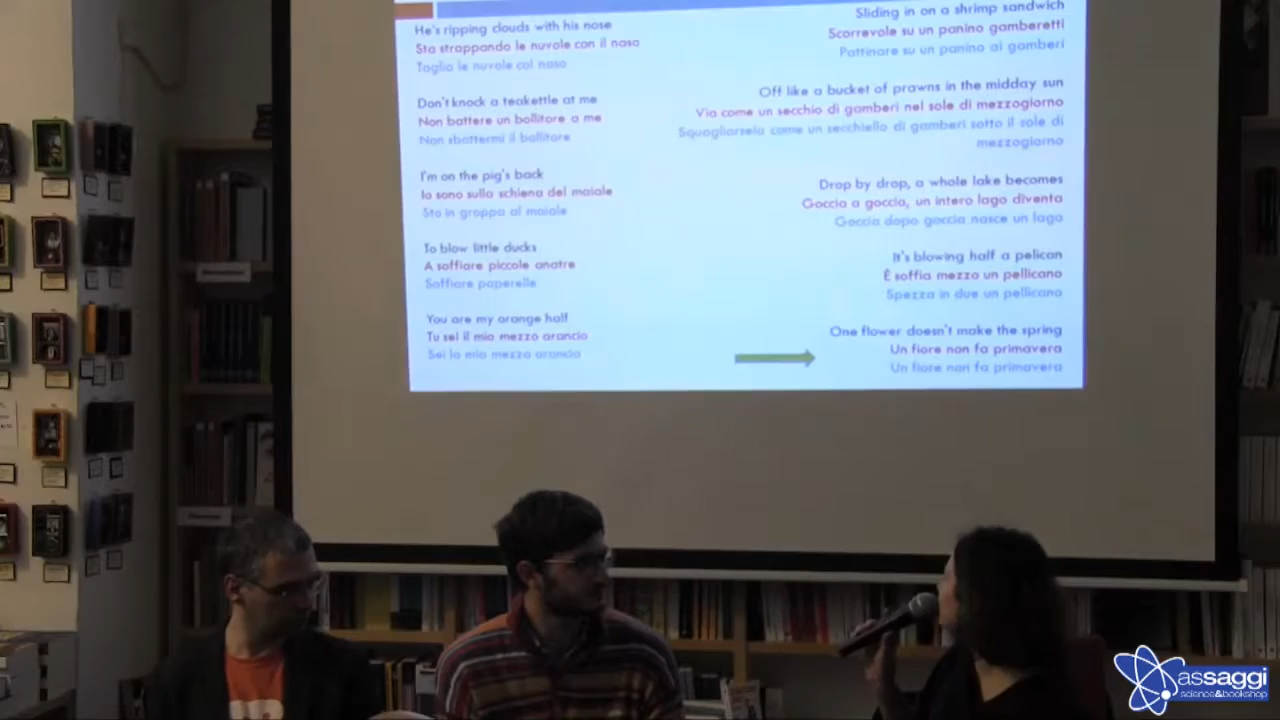 He's ripping clouds with his nose
Sta strappando le nuvole con il naso
Taglia le nuvole col naso
Don't knock a teakettle at me
Non battere un bollitore a me
Non sbattermi il bollitore
I'm on the pig's back
Io sono sulla schiena del maiale
Sto in groppa al maiale
To blow little ducks
A soffiare piccole anatre
Soffiare paperelle
You are my orange half
Tu sei il mio mezzo arancio
Sei la mia mezza arancia
Sliding in on a shrimp sandwich
Scorrevole su un panino gamberetti
Pattinare su un panino ai gamberi
Off like a bucket of prawns in the midday sun
Via come un secchio di gamberi nel sole di mezzogiorno
Squagliarsela come un secchiello di gamberi sotto il sole di
mezzogiorno
Drop by drop, a whole lake becomes
Goccia a goccia, un intero lago diventa
Goccia dopo goccia nasce un lago
It's blowing half a pelican
È soffia mezzo un pellicano
Spezza in due un pellicano
One flower doesn't make the spring
Un fiore non fa primavera
Un fiore non fa primavera
assaggi
science&bookshop